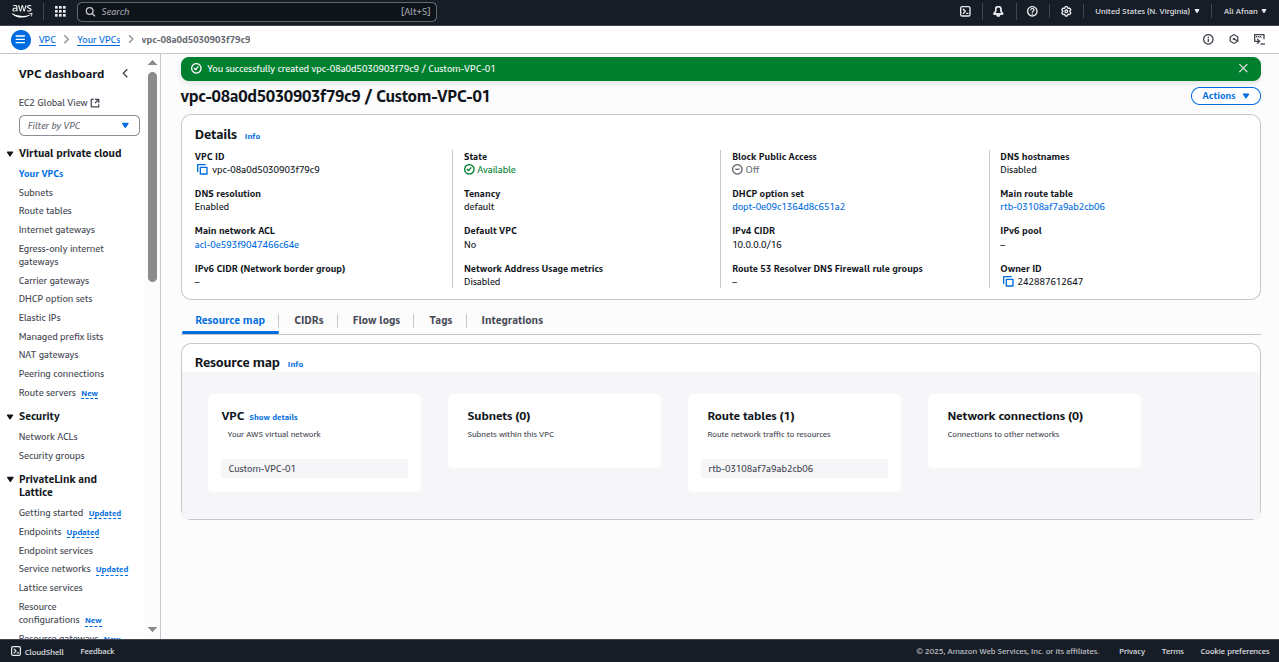 aws
Search [Alt+S]
United States (N. Virginia) Ali Afnan
VPC Your VPCs vpc-08a0d5030903f79c9
VPC dashboard
EC2 Global View
Filter by VPC
Virtual private cloud
Your VPCs
Subnets
Route tables
Internet gateways
Egress-only internet
gateways
Carrier gateways
DHCP option sets
Elastic IPs
Managed prefix lists
NAT gateways
Peering connections
Route servers New
Security
Network ACLs
Security groups
PrivateLink and
Lattice
Getting started Updated
Endpoints Updated
Endpoint services
Service networks Updated
Lattice services
Resource
configurations New
Resource gateways New
You successfully created vpc-08a0d5030903f79c9 / Custom-VPC-01
vpc-08a0d5030903f79c9 / Custom-VPC-01
Actions
Details Info
VPC ID
vpc-08a0d5030903f79c9
State
Available
Block Public Access
Off
DNS hostnames
Disabled
DNS resolution
Enabled
Tenancy
default
DHCP option set
dopt-0e09c1364d8c651a2
Main route table
rtb-03108af7a9ab2cb06
Main network ACL
acl-0e593f9047466c64e
Default VPC
No
IPv4 CIDR
10.0.0.0/16
IPv6 pool
–
IPv6 CIDR (Network border group)
–
Network Address Usage metrics
Disabled
Route 53 Resolver DNS Firewall rule groups
–
Owner ID
242887612647
Resource map CIDRs Flow logs Tags Integrations
Resource map Info
VPC Show details
Your AWS virtual network
Custom-VPC-01
Subnets (0)
Subnets within this VPC
Route tables (1)
Route network traffic to resources
rtb-03108af7a9ab2cb06
Network connections (0)
Connections to other networks
CloudShell Feedback © 2025, Amazon Web Services, Inc. or its affiliates. Privacy Terms Cookie preferences